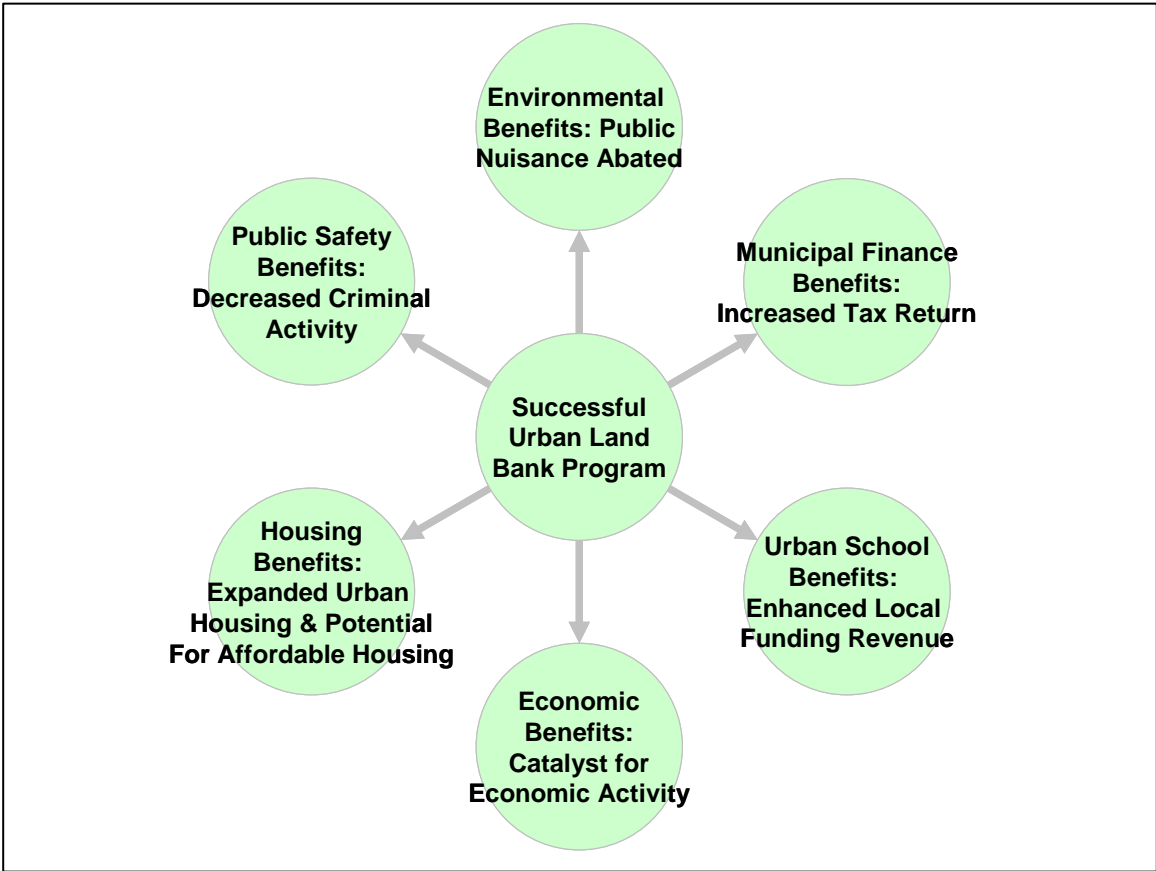 Environmental
Benefits: Public
Nuisance Abated
Public Safety
Benefits:
Decreased Criminal
Activity
Municipal Finance
Benefits:
Increased Tax Return
Successful
Urban Land
Bank Program
Housing
Benefits:
Expanded Urban
Housing & Potential
For Affordable Housing
Urban School
Benefits:
Enhanced Local
Funding Revenue
Economic
Benefits:
Catalyst for
Economic Activity